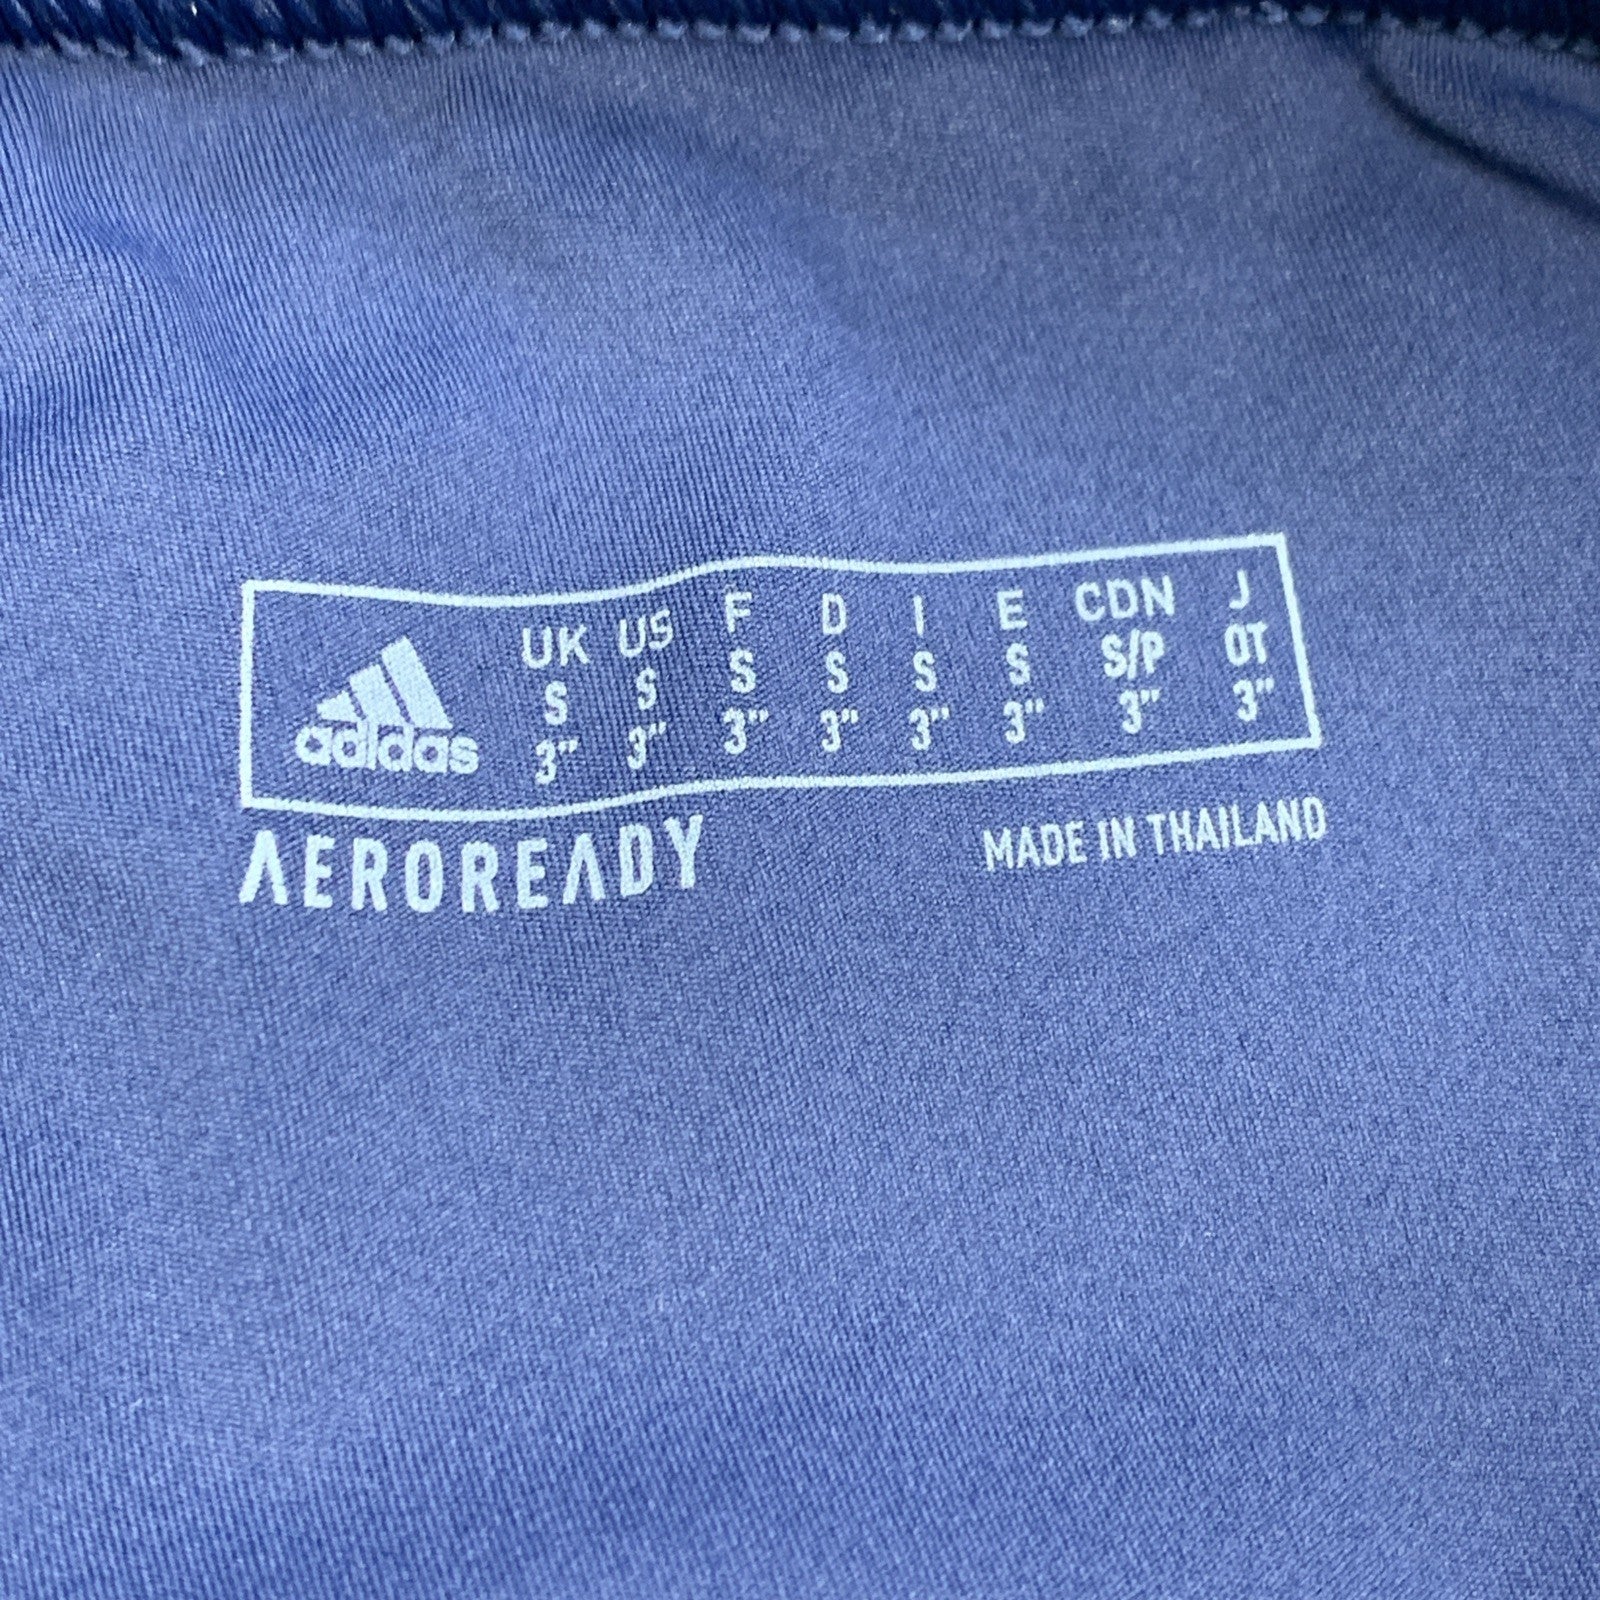 adidas
UK US F D I E CDN J
S S S S S S S/P OT
3" 3" 3" 3" 3" 3" 3" 3"
AEROREADY
MADE IN THAILAND